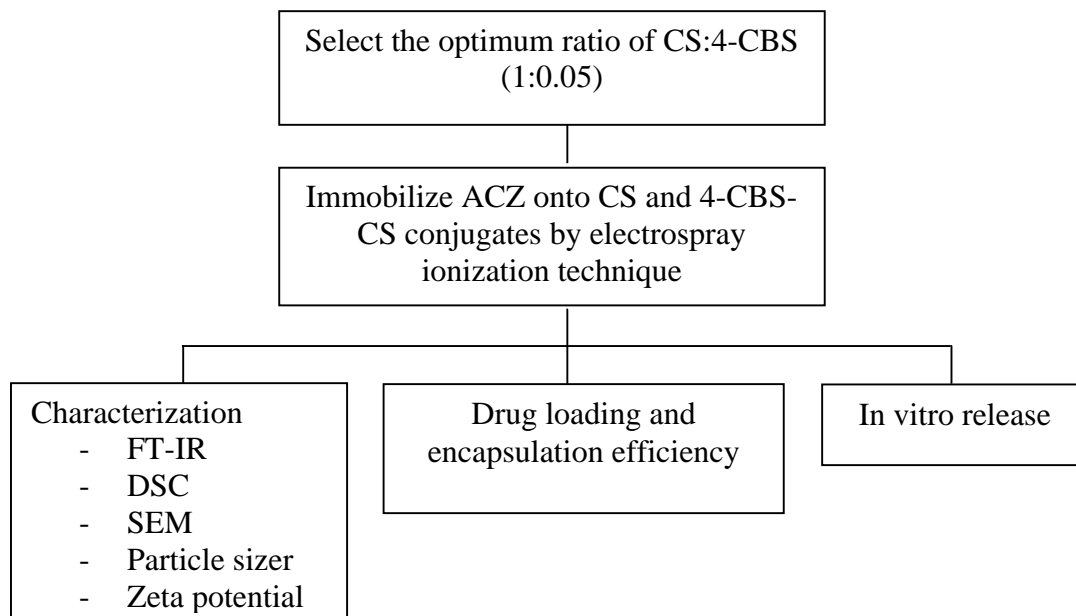 Select the optimum ratio of CS:4-CBS
(1:0.05)
Immobilize ACZ onto CS and 4-CBS-
CS conjugates by electrospray
ionization technique
Characterization
- FT-IR
- DSC
- SEM
- Particle sizer
- Zeta potential
Drug loading and
encapsulation efficiency
In vitro release